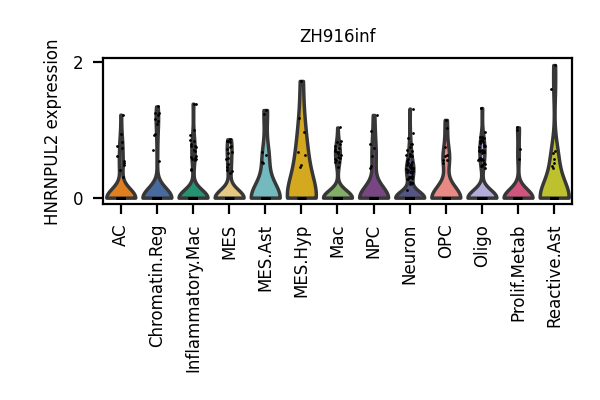 ZH916inf
HNRNPUL2 expression
2
0
AC
Chromatin.Reg
Inflammatory.Mac
MES
MES.Ast
MES.Hyp
Mac
NPC
Neuron
OPC
Oligo
Prolif.Metab
Reactive.Ast